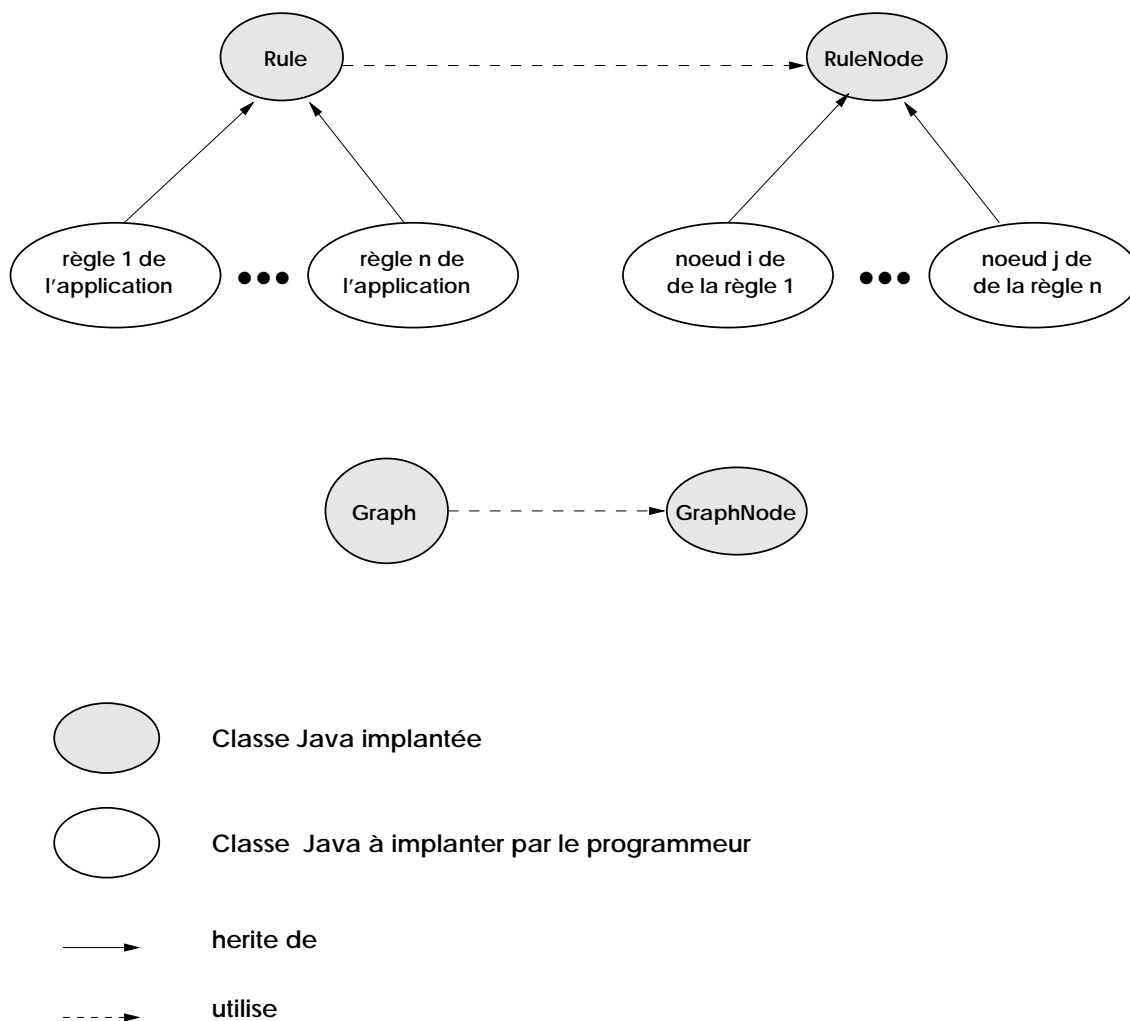 Rule
RuleNode
règle 1 de
l'application
règle n de
l'application
noeud i de
de la règle 1
noeud j de
de la règle n
Graph
GraphNode
Classe Java implantée
Classe Java à implanter par le programmeur
herite de
utilise